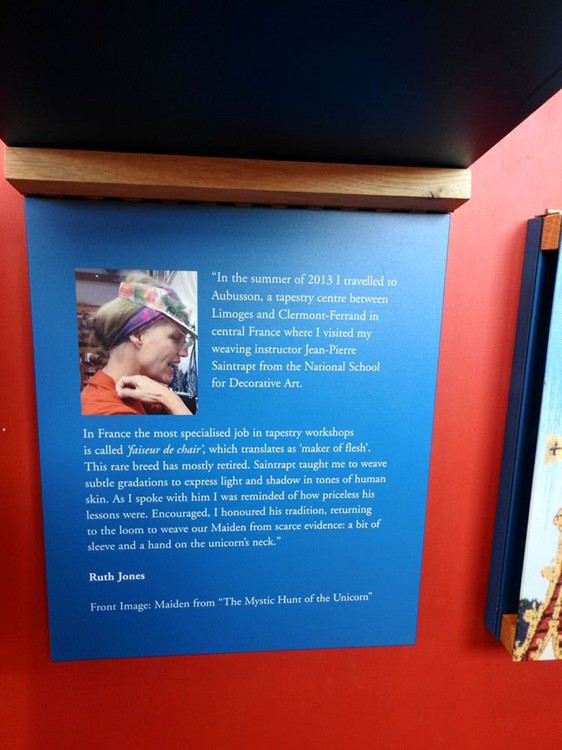 “In the summer of 2013 I travelled to
Aubusson, a tapestry centre between
Limoges and Clermont-Ferrand in
central France where I visited my
weaving instructor Jean-Pierre
Saintrapt from the National School
for Decorative Art.
In France the most specialised job in tapestry workshops
is called ‘faiseur de chair’, which translates as ‘maker of flesh’.
This rare breed has mostly retired. Saintrapt taught me to weave
subtle gradations to express light and shadow in tones of human
skin. As I spoke with him I was reminded of how priceless his
lessons were. Encouraged, I honoured his tradition, returning
to the loom to weave our Maiden from scarce evidence: a bit of
sleeve and a hand on the unicorn’s neck.”
Ruth Jones
Front Image: Maiden from “The Mystic Hunt of the Unicorn”